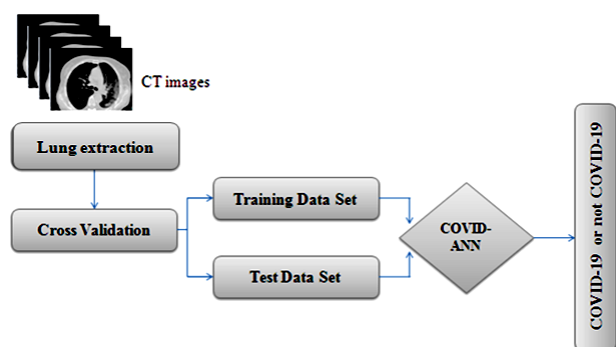 CT images
Lung extraction
Cross Validation
Training Data Set
Test Data Set
COVID-
ANN
COVID-19 or not COVID-19